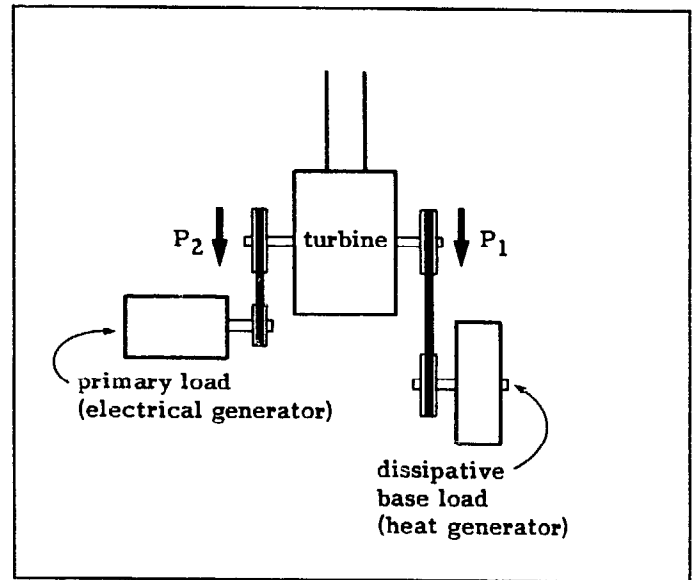 P2
turbine
P1
primary load
(electrical generator)
dissipative
base load
(heat generator)